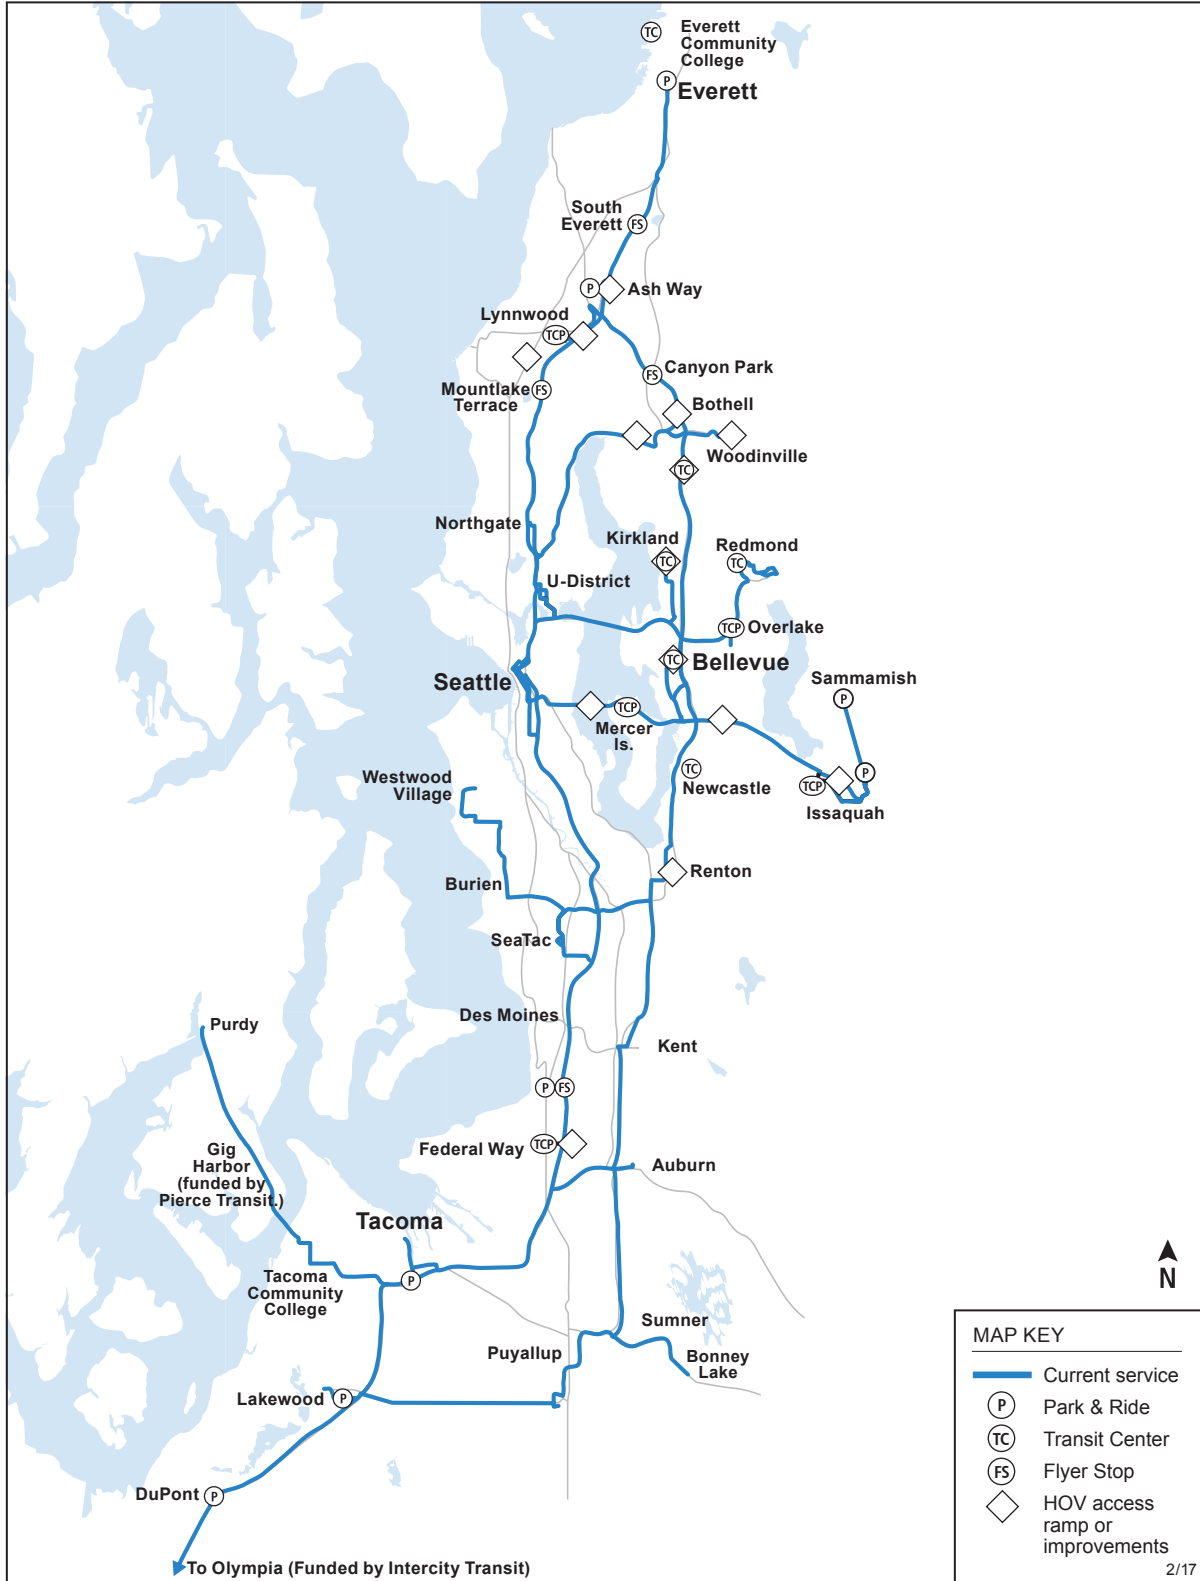 TC
Everett
Community
College
P
Everett
South
Everett
FS
P
Ash Way
Lynnwood
TCP
Canyon Park
FS
Mountlake
Terrace
FS
Bothell
Woodinville
TC
Northgate
Kirkland
TC
Redmond
TC
U-District
TCP
Overlake
TC
Bellevue
Seattle
Sammamish
P
TCP
Mercer
Is.
Westwood
Village
TC
Newcastle
P
TCP
Issaquah
Renton
Burien
SeaTac
Des Moines
Purdy
Kent
P
FS
Federal Way
TCP
Gig
Harbor
(funded by
Pierce Transit.)
Auburn
Tacoma
Tacoma
Community
College
P
N
Sumner
Puyallup
Bonney
Lake
Lakewood
P
DuPont
P
To Olympia (Funded by Intercity Transit)
MAP KEY
Current service
P
Park & Ride
TC
Transit Center
FS
Flyer Stop
HOV access
ramp or
improvements
2/17